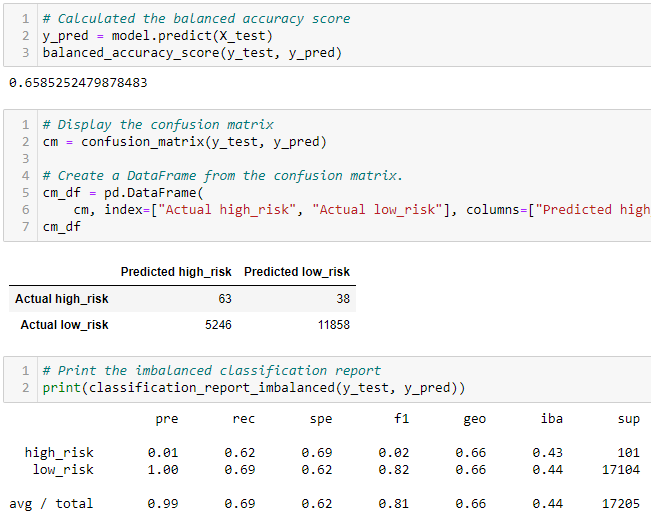 1 # Calculated the balanced accuracy score
2 y_pred = model.predict(X_test)
3 balanced_accuracy_score(y_test, y_pred)
0.6585252479878483
1 # Display the confusion matrix
2 cm = confusion_matrix(y_test, y_pred)
3
4 # Create a DataFrame from the confusion matrix.
5 cm_df = pd.DataFrame(
6     cm, index=["Actual high_risk", "Actual low_risk"], columns=["Predicted high
7 cm_df
Predicted high_risk Predicted low_risk
Actual high_risk 63 38
Actual low_risk 5246 11858
1 # Print the imbalanced classification report
2 print(classification_report_imbalanced(y_test, y_pred))
pre rec spe f1 geo iba sup
high_risk 0.01 0.62 0.69 0.02 0.66 0.43 101
low_risk 1.00 0.69 0.62 0.82 0.66 0.44 17104
avg / total 0.99 0.69 0.62 0.81 0.66 0.44 17205